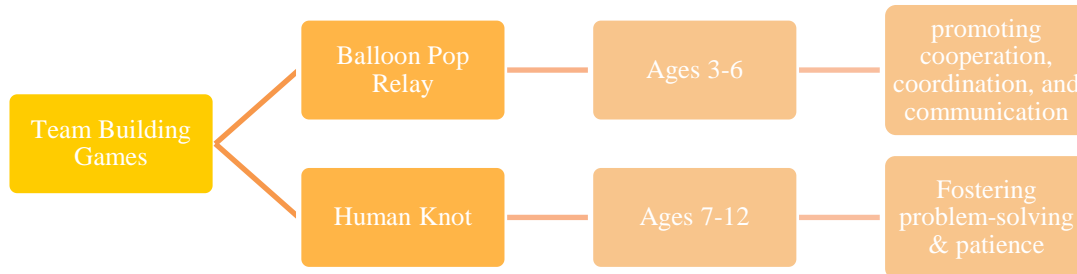 Team Building
Games
Balloon Pop
Relay
Ages 3-6
promoting
cooperation,
coordination, and
communication
Human Knot
Ages 7-12
Fostering
problem-solving
& patience